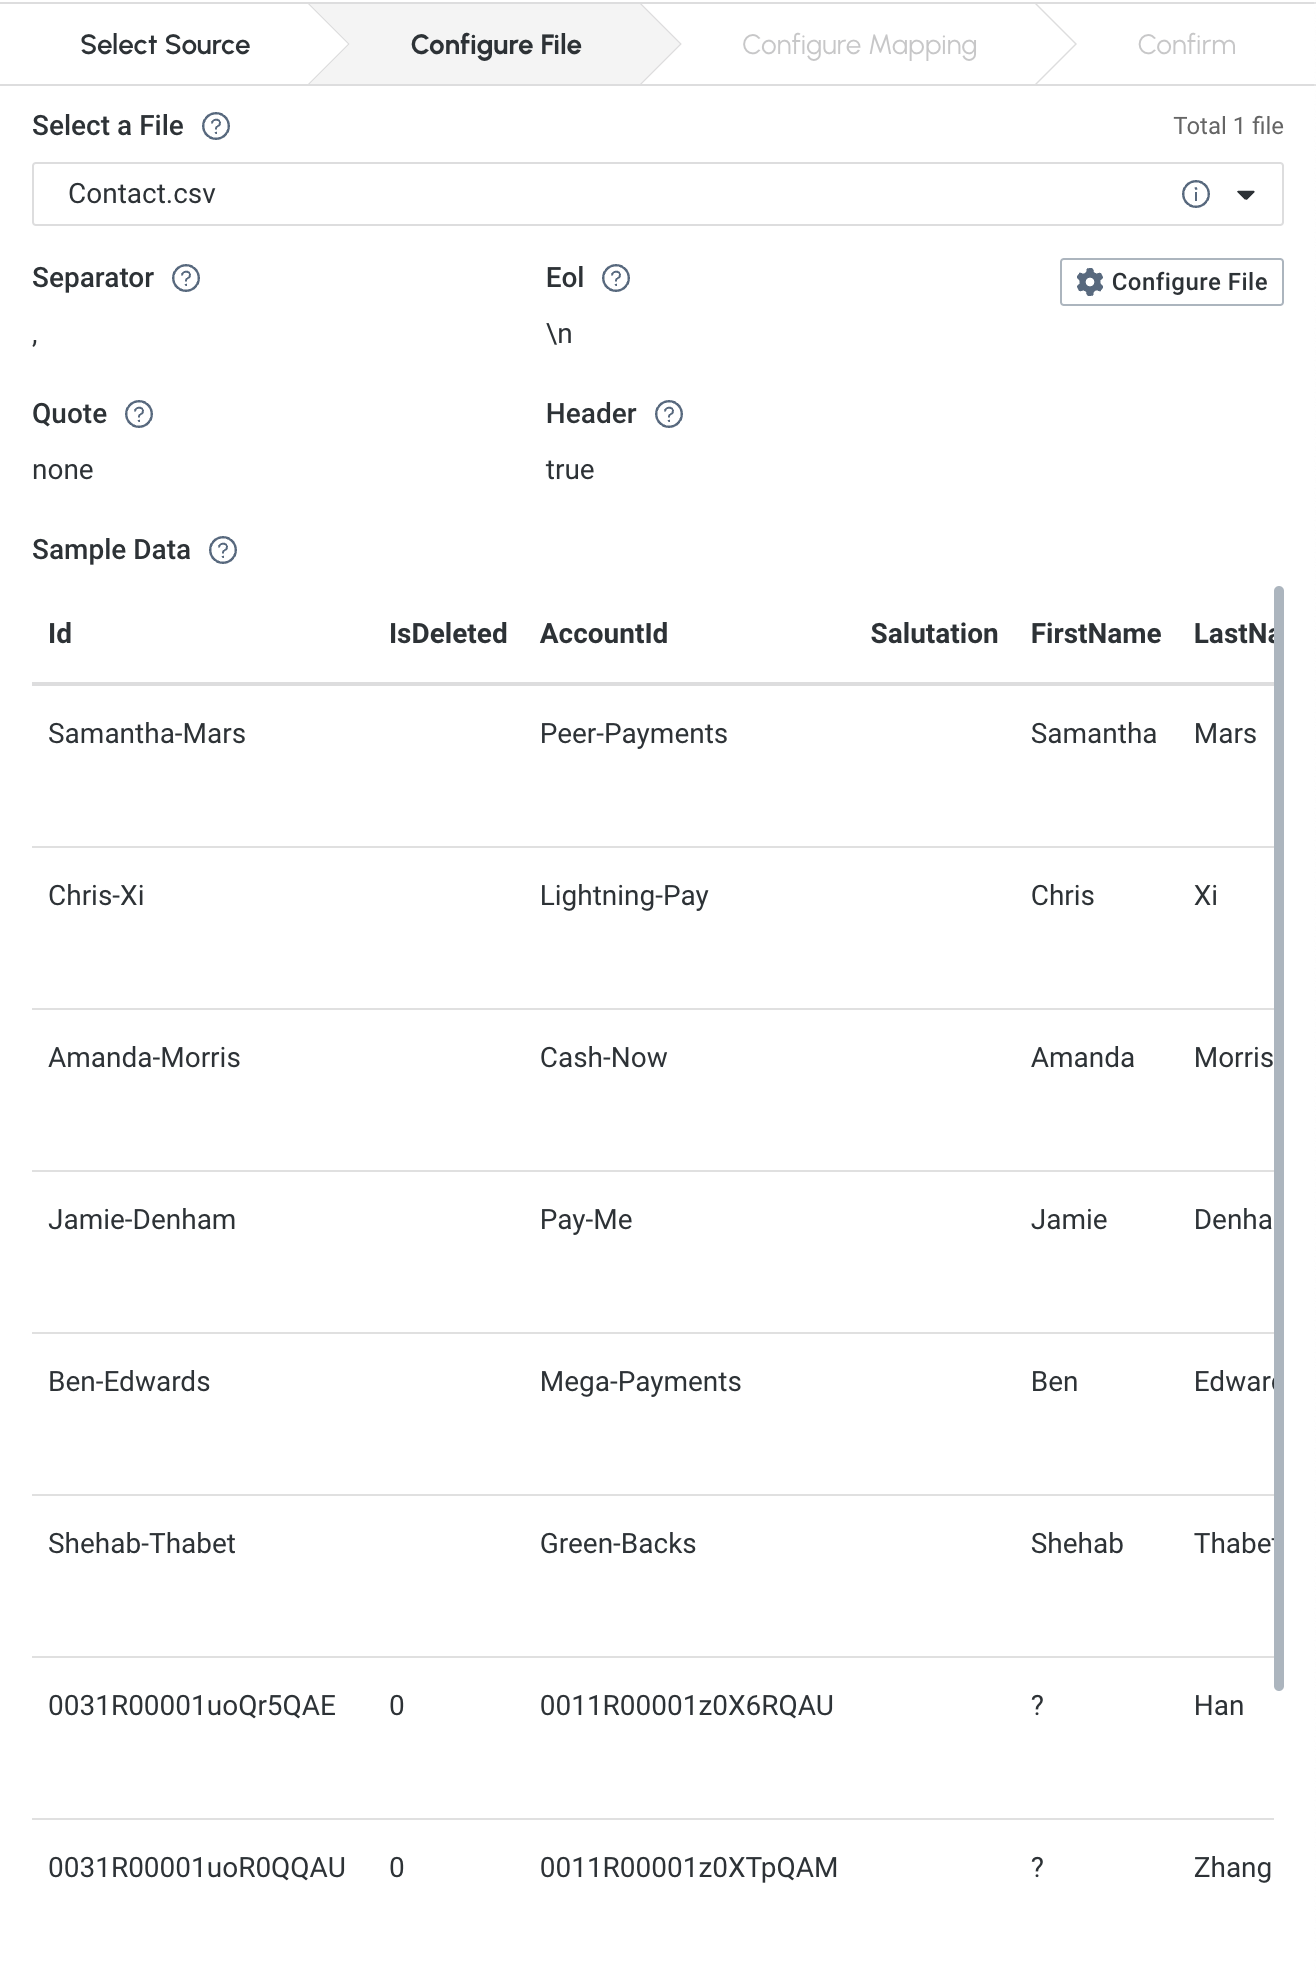 Select Source Configure File Configure Mapping Confirm
Select a File ? Total 1 file
Contact.csv i
Separator ? Eol ? Configure File
, \n
Quote ? Header ?
none true
Sample Data ?
Id IsDeleted AccountId Salutation FirstName LastNa
Samantha-Mars Peer-Payments Samantha Mars
Chris-Xi Lightning-Pay Chris Xi
Amanda-Morris Cash-Now Amanda Morris
Jamie-Denham Pay-Me Jamie Denha
Ben-Edwards Mega-Payments Ben Edward
Shehab-Thabet Green-Backs Shehab Thabet
0031R00001uoQr5QAE 0 0011R00001z0X6RQAU ? Han
0031R00001uoR0QQAU 0 0011R00001z0XTpQAM ? Zhang